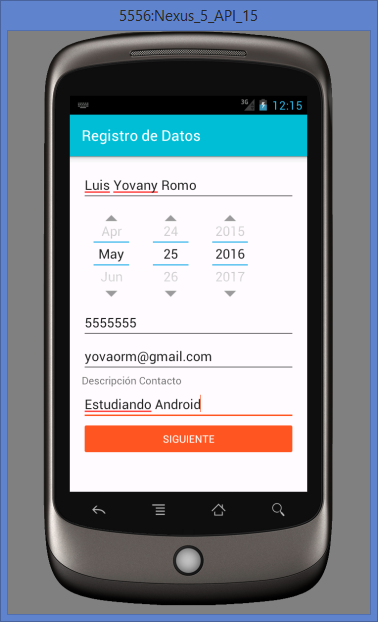 5556:Nexus_5_API_15
3G 12:15
Registro de Datos
Luis Yovany Romo
Apr 24 2015
May 25 2016
Jun 26 2017
5555555
yovaorm@gmail.com
Descripción Contacto
Estudiando Android
SIGUIENTE